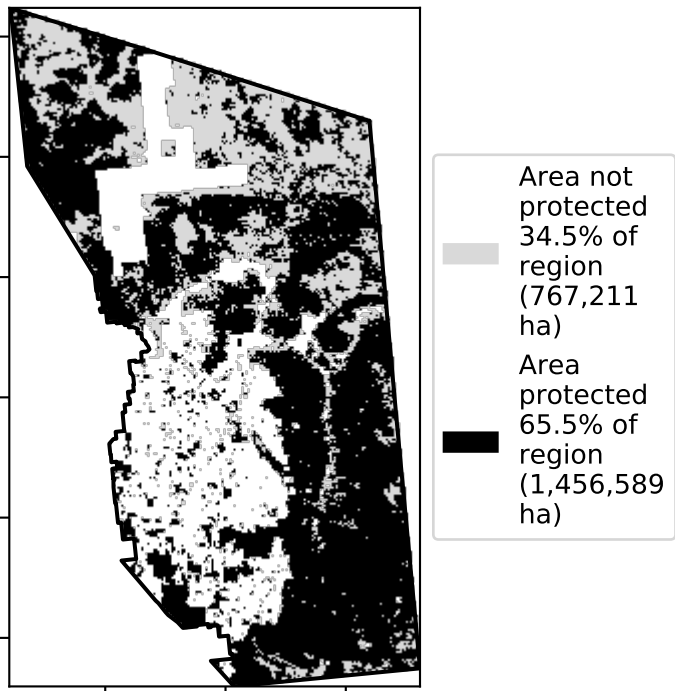 Area not
protected
34.5% of
region
(767,211
ha)
Area
protected
65.5% of
region
(1,456,589
ha)